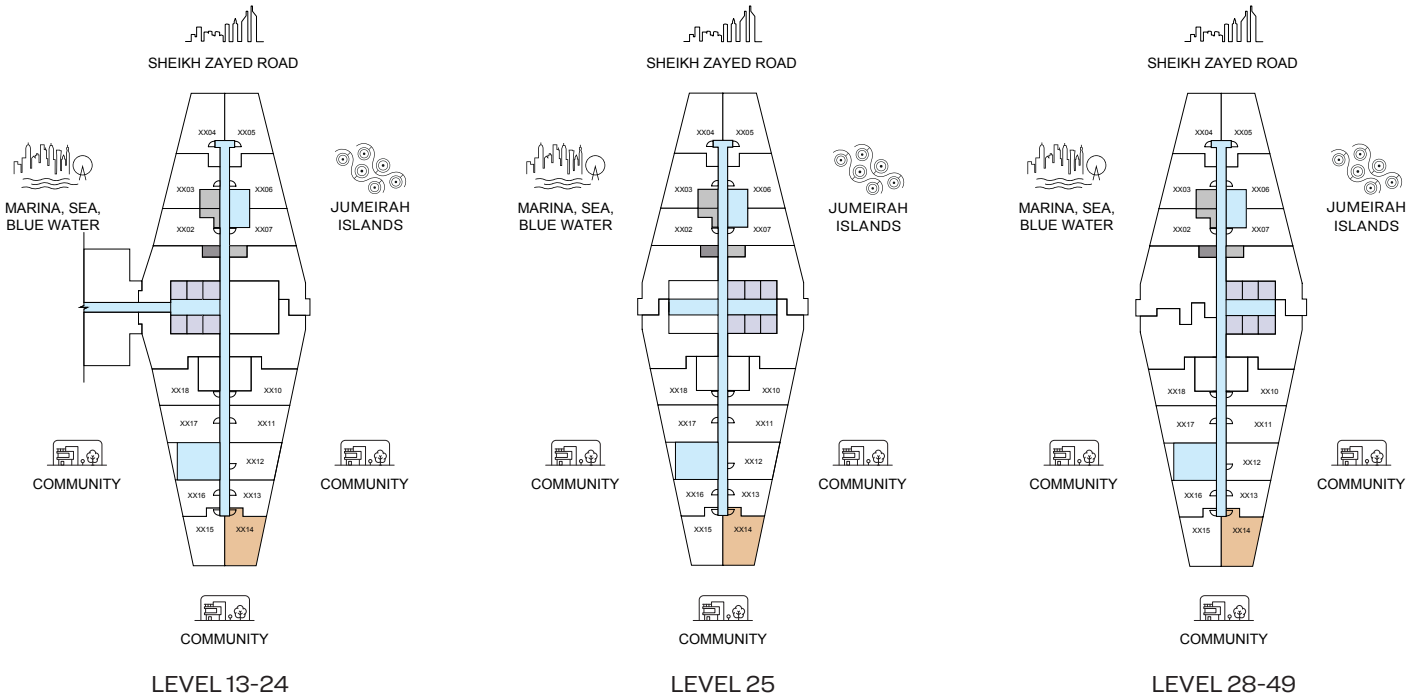 SHEIKH ZAYED ROAD
XX04
XX05
MARINA, SEA,
BLUE WATER
XX03
XX06
JUMEIRAH
ISLANDS
XX02
XX07
XX18
XX10
XX17
XX11
COMMUNITY
XX12
COMMUNITY
XX16
XX13
XX15
XX14
COMMUNITY
LEVEL 13-24
SHEIKH ZAYED ROAD
XX04
XX05
MARINA, SEA,
BLUE WATER
XX03
XX06
JUMEIRAH
ISLANDS
XX02
XX07
XX18
XX10
XX17
XX11
COMMUNITY
XX12
COMMUNITY
XX16
XX13
XX15
XX14
COMMUNITY
LEVEL 25
SHEIKH ZAYED ROAD
XX04
XX05
MARINA, SEA,
BLUE WATER
XX03
XX06
JUMEIRAH
ISLANDS
XX02
XX07
XX18
XX10
XX17
XX11
COMMUNITY
XX12
COMMUNITY
XX16
XX13
XX15
XX14
COMMUNITY
LEVEL 28-49